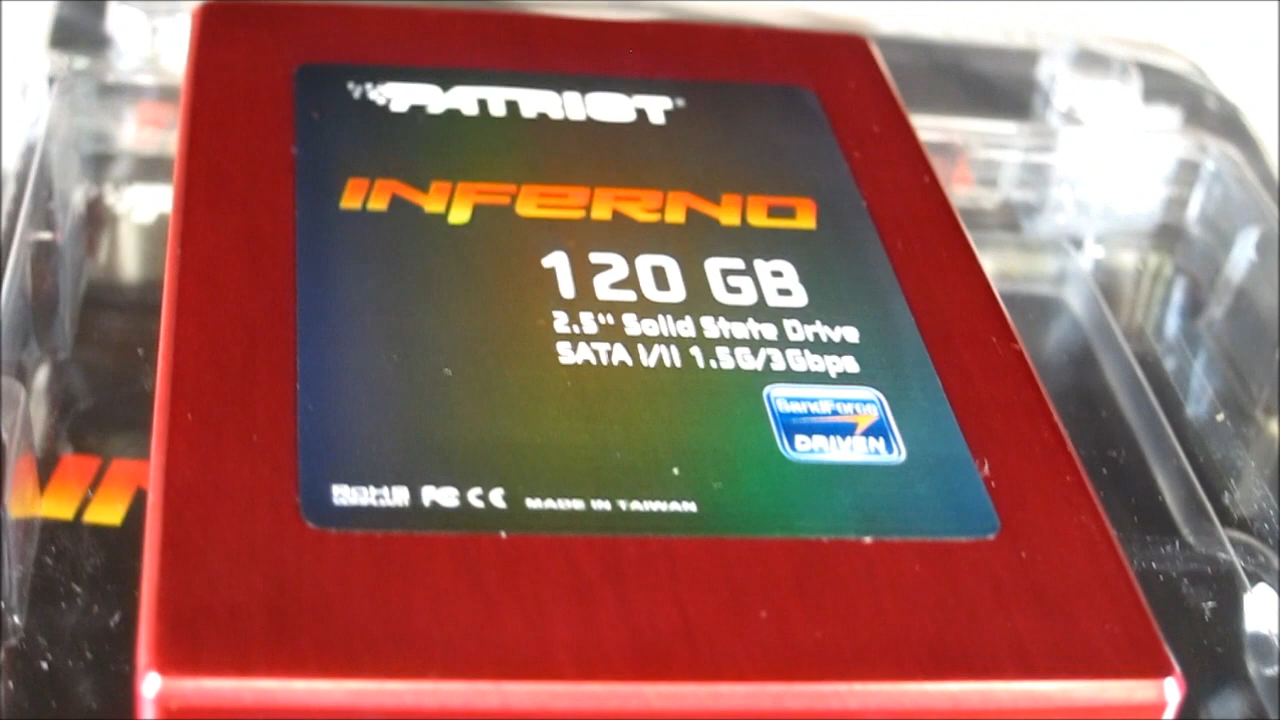 PATRIOT
INFERNO
120 GB
2.5" Solid State Drive
SATA I/II 1.5G/3Gbps
SandForce
DRIVEN
RoHS FC CE MADE IN TAIWAN